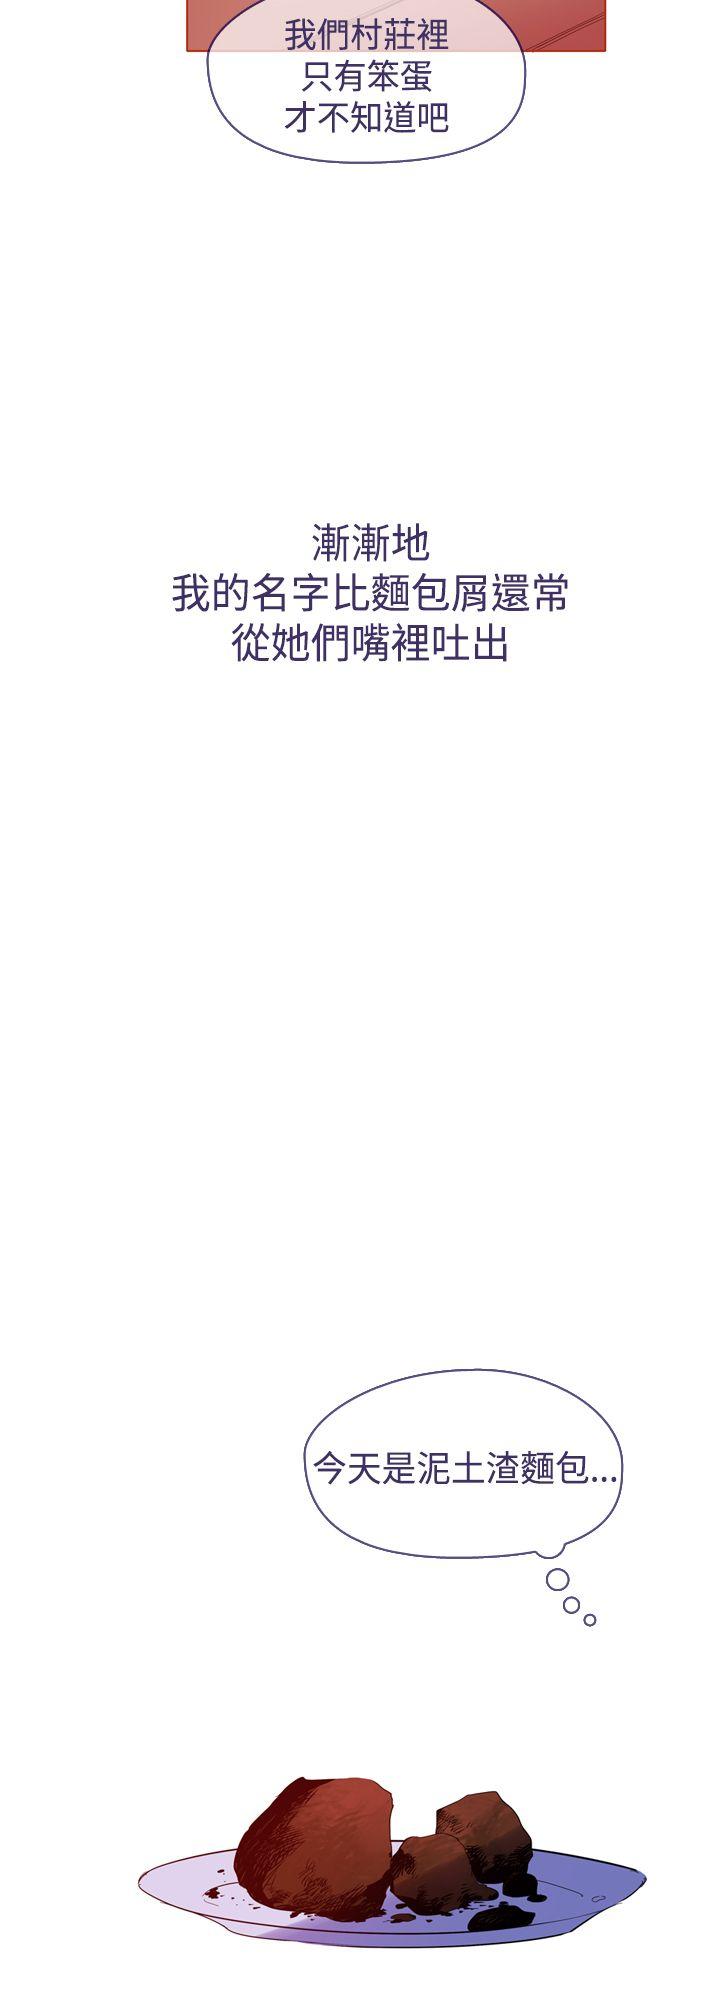 我們村莊裡
只有笨蛋
才不知道吧
漸漸地
我的名字比麵包屑還常
從她們嘴裡吐出
今天是泥土渣麵包...